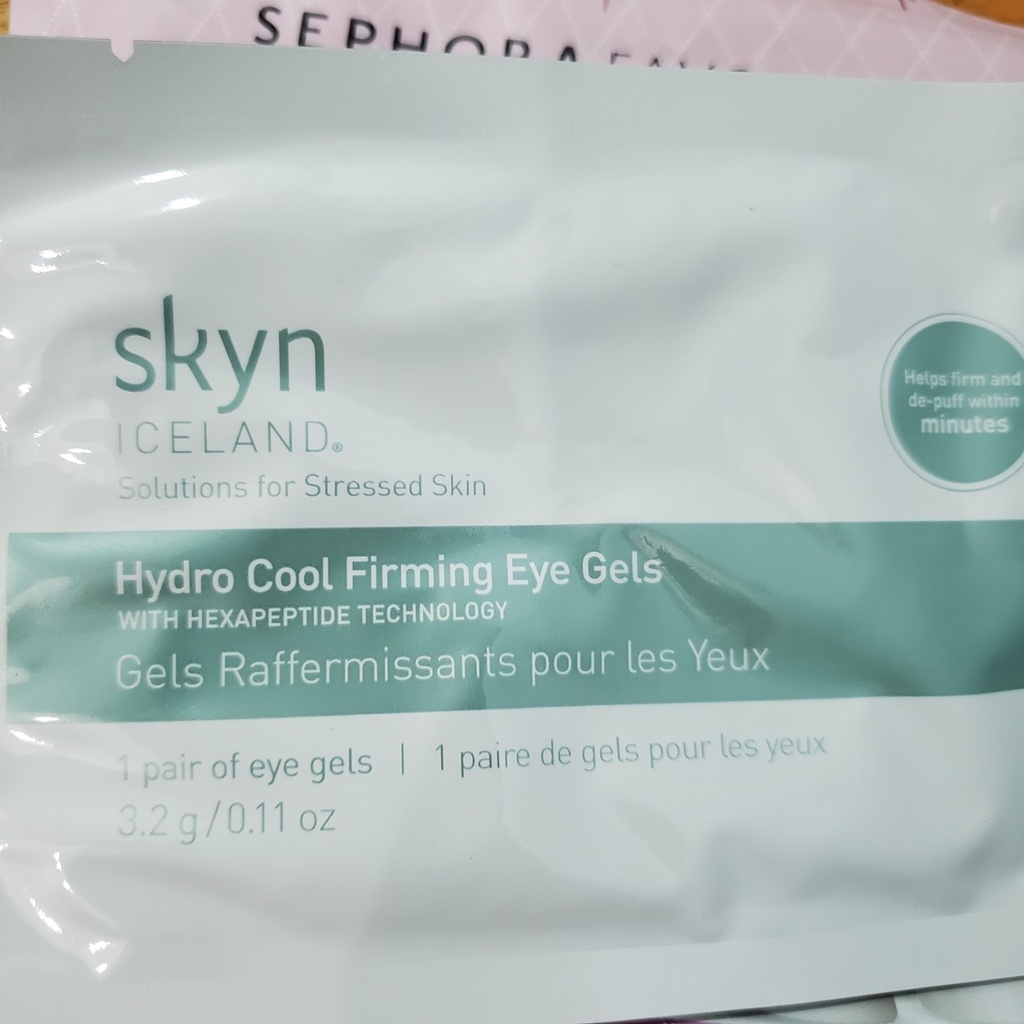 SEPHORA
skyn
ICELAND®
Solutions for Stressed Skin
Helps firm and
de-puff within
minutes
Hydro Cool Firming Eye Gels
WITH HEXAPEPTIDE TECHNOLOGY
Gels Raffermissants pour les Yeux
1 pair of eye gels | 1 paire de gels pour les yeux
3.2 g/0.11 oz